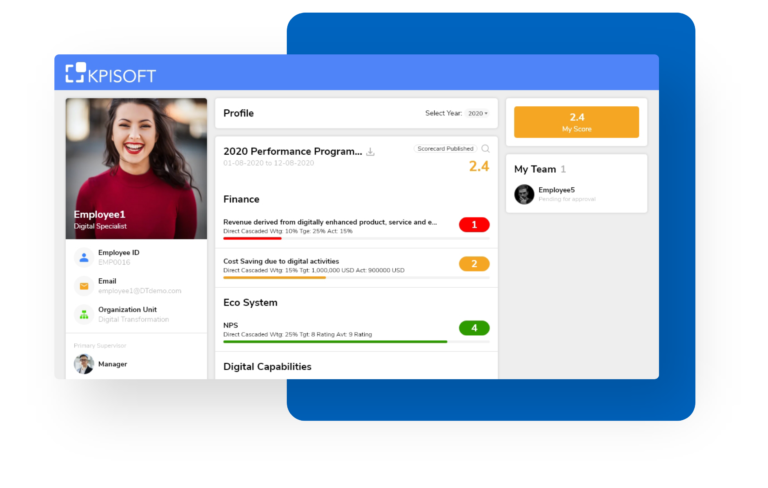 KPISOFT
Employee1
Digital Specialist
Employee ID
EMP0016
Email
employee1@DTdemo.com
Organization Unit
Digital Transformation
Primary Supervisor
Manager
Profile
Select Year: 2020
2020 Performance Program...
Scorecard Published
01-08-2020 to 12-08-2020
2.4
Finance
Revenue derived from digitally enhanced product, service and e...
Direct Cascaded Wtg: 10% Tge: 25% Act: 15%
1
Cost Saving due to digital activities
Direct Cascaded Wtg: 15% Tgt: 1,000,000 USD Act: 900000 USD
2
Eco System
NPS
Direct Cascaded Wtg: 25% Tgt: 8 Rating Avt: 9 Rating
4
Digital Capabilities
2.4
My Score
My Team 1
Employee5
Pending for approval